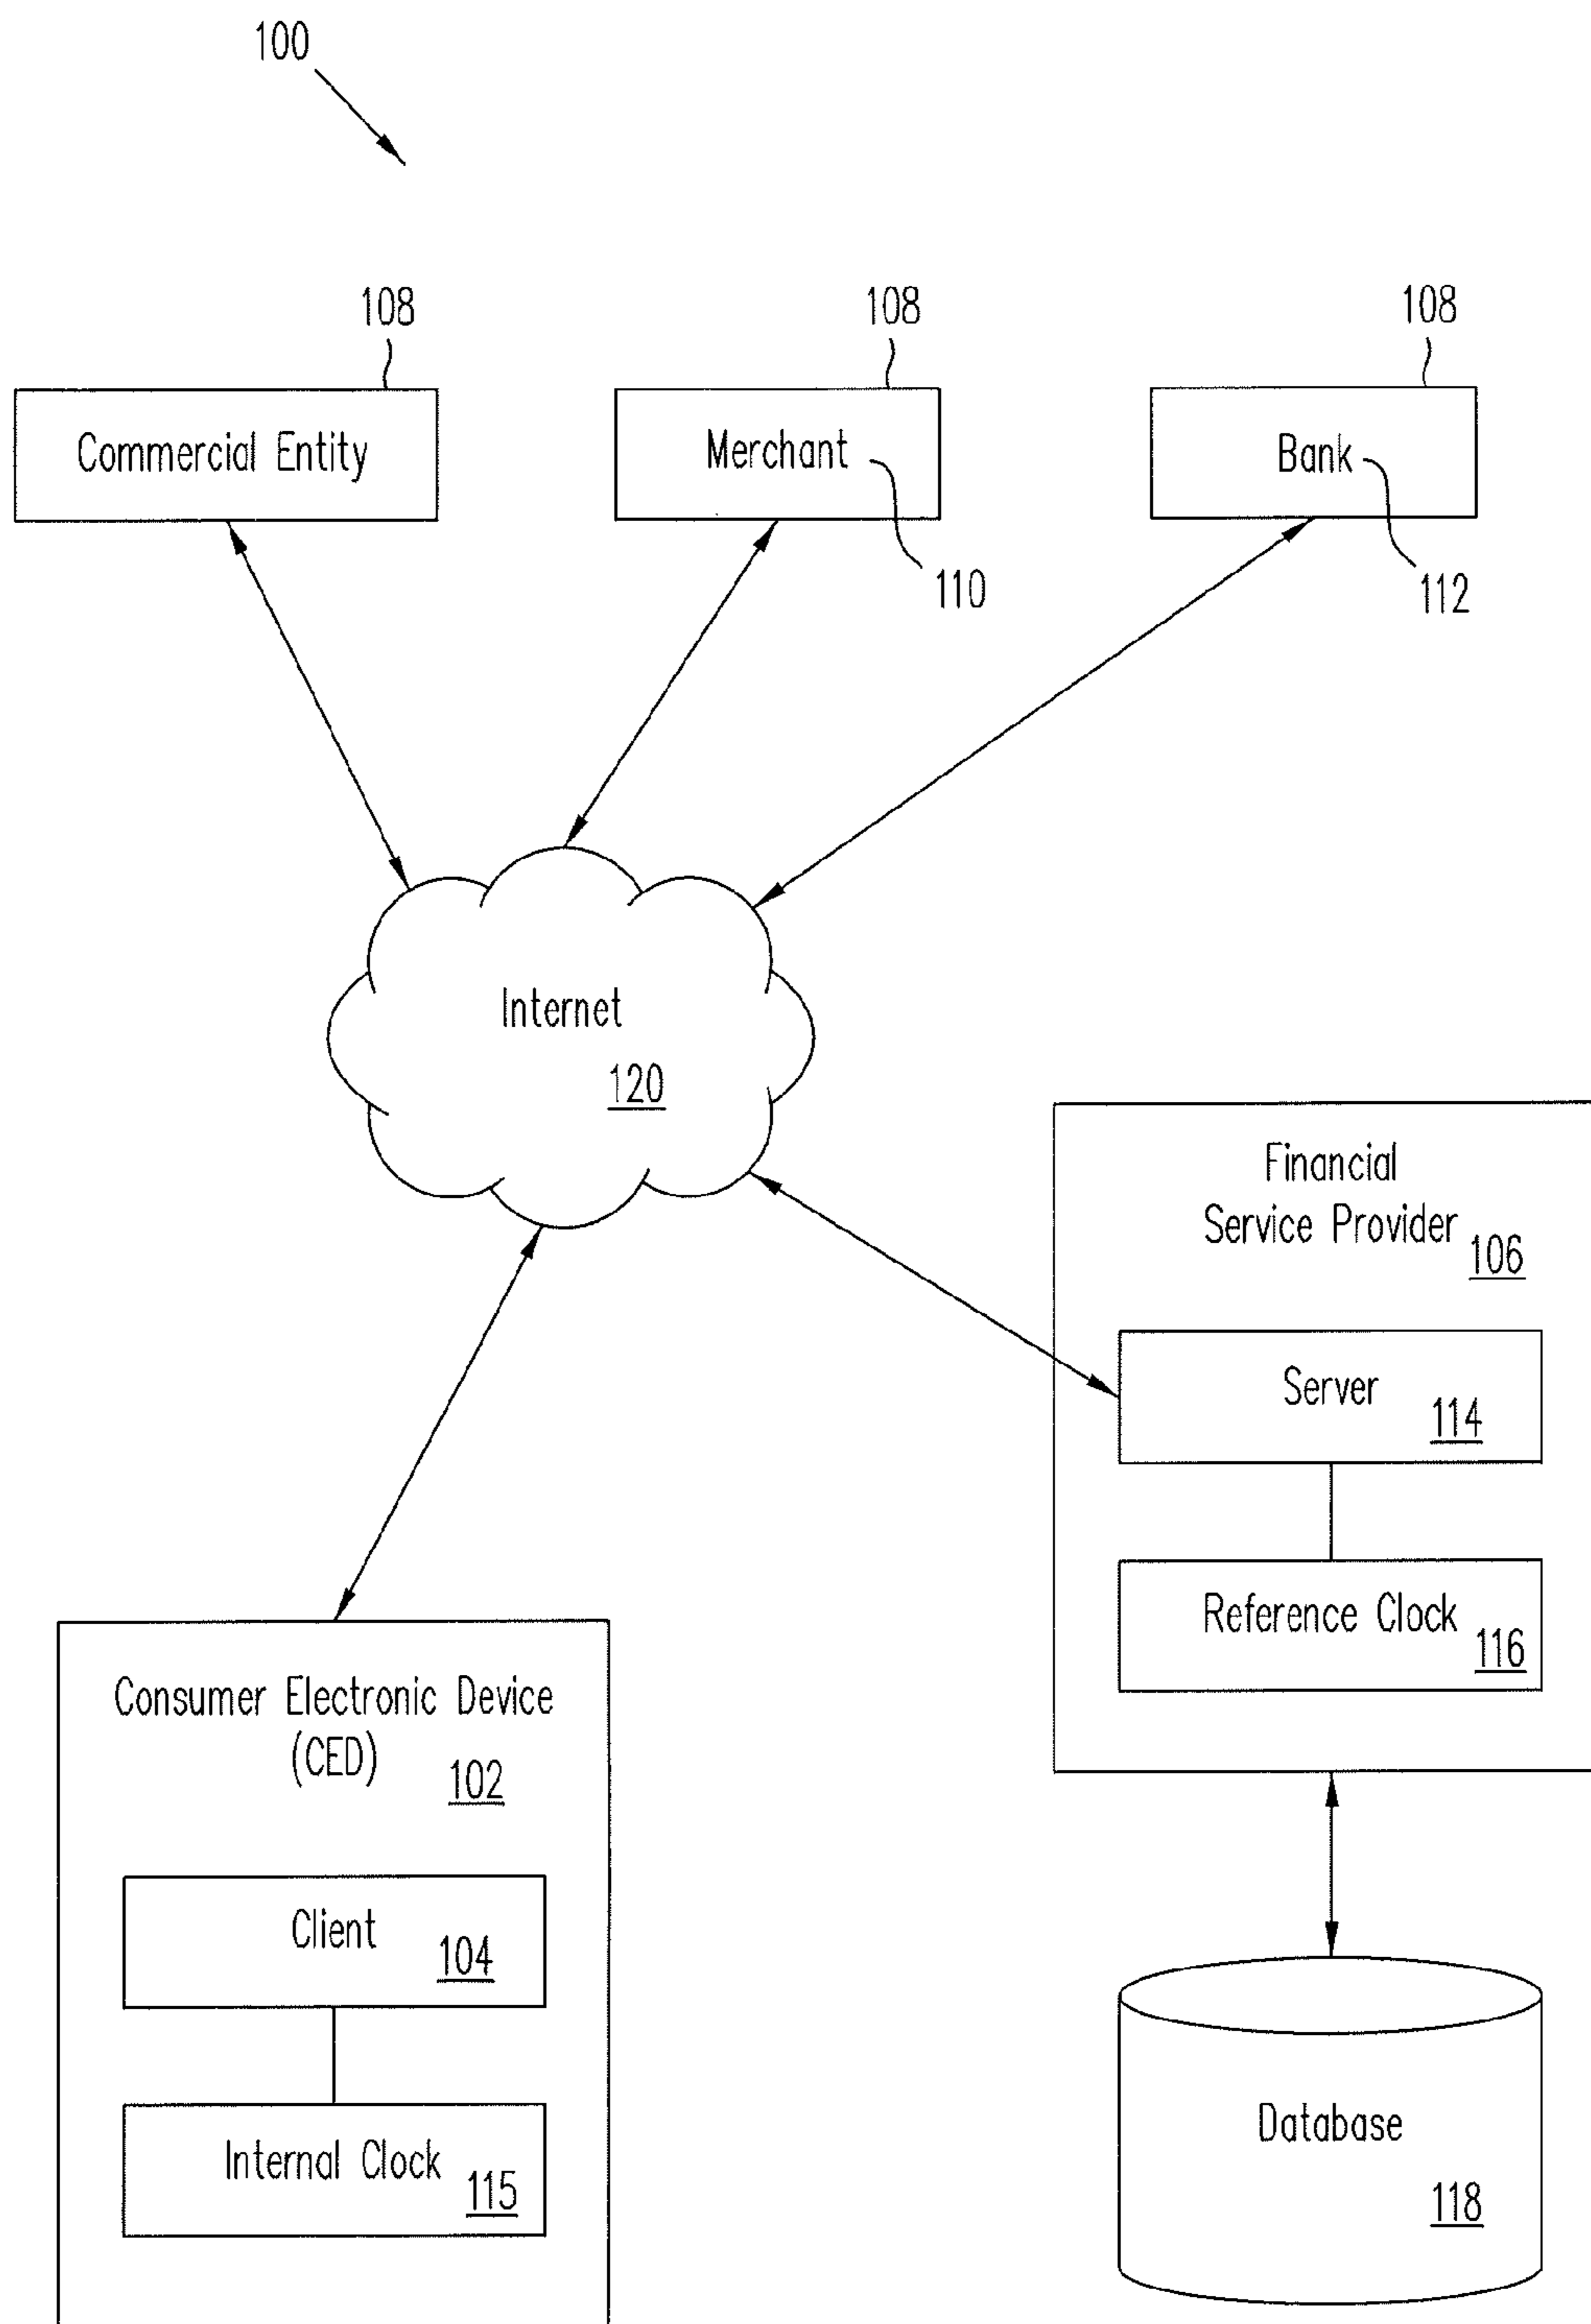 100
108
108
108
Commercial Entity
Merchant
Bank
110
112
Internet
120
Financial
Service Provider
106
Server
114
Reference Clock
116
Consumer Electronic Device
(CED)
102
Client
104
Internal Clock
115
Database
118